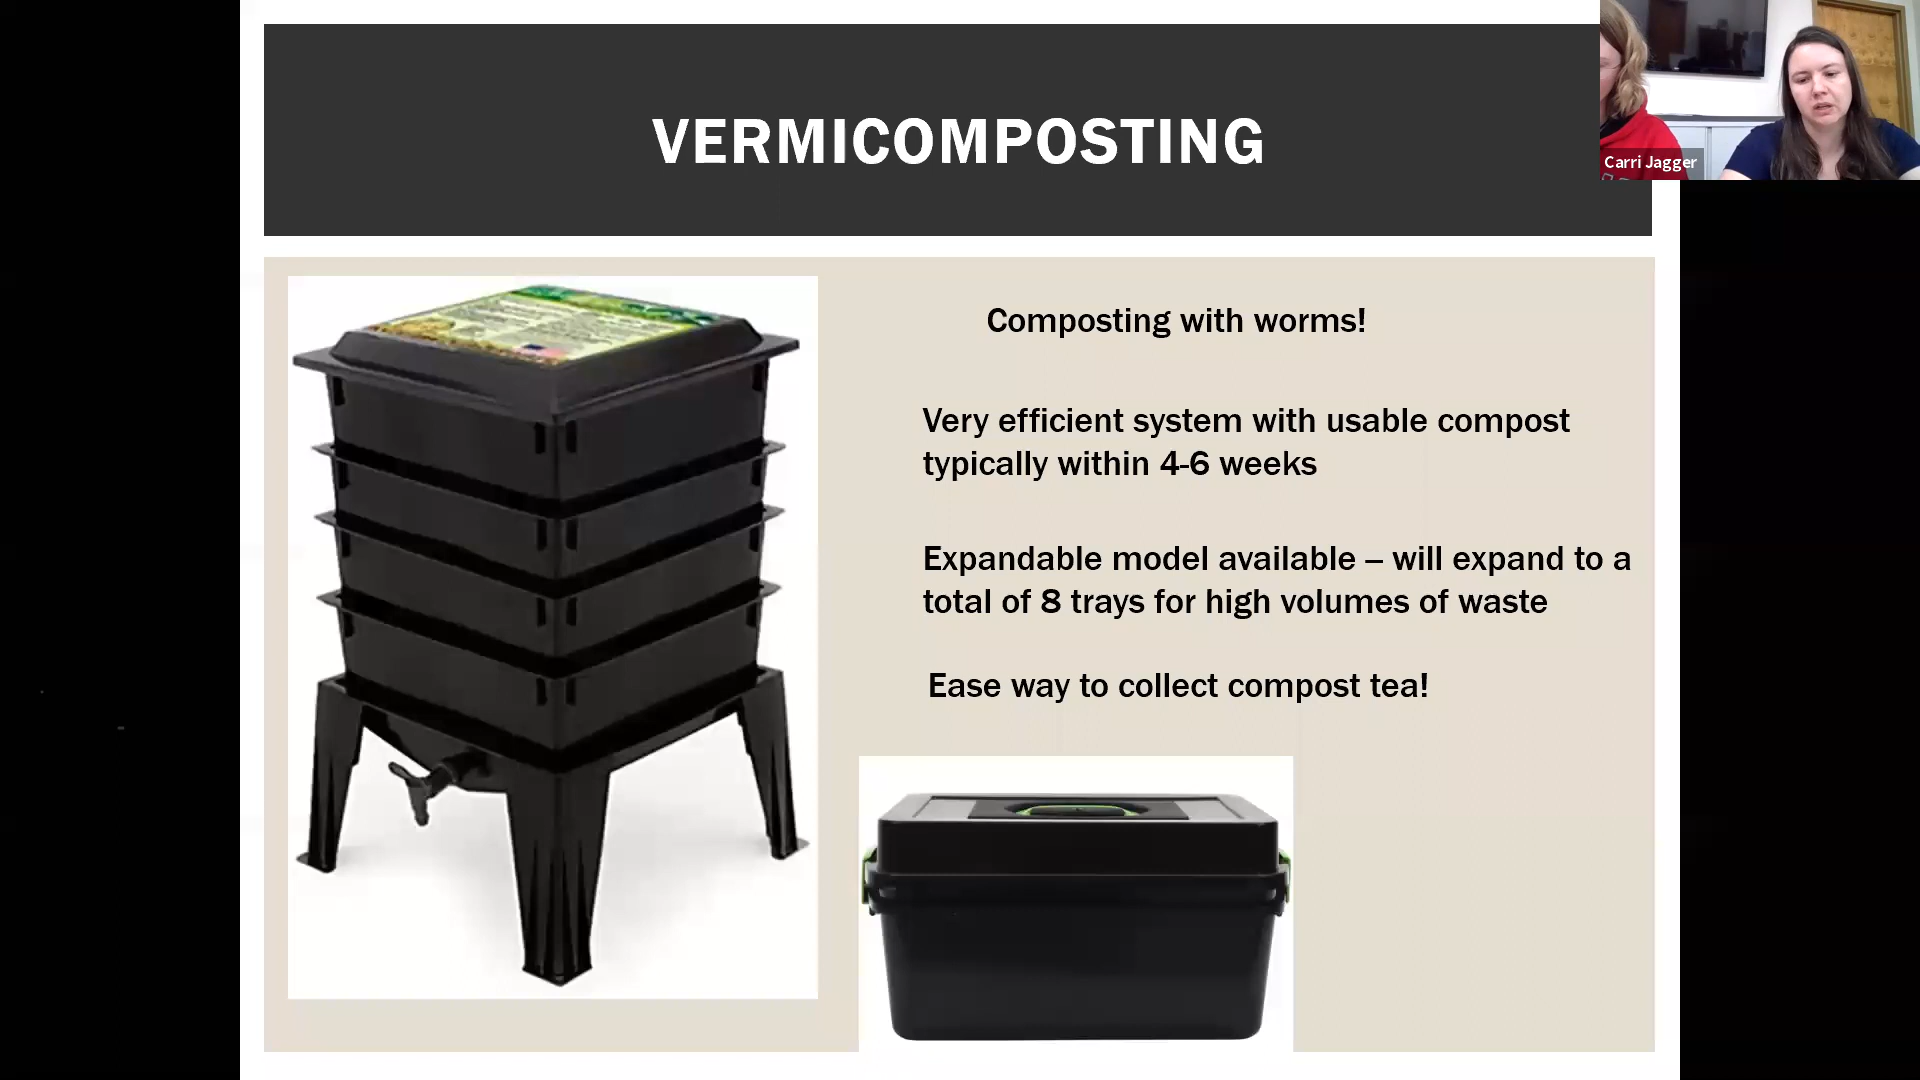 VERMICOMPOSTING
Carri Jagger
Composting with worms!
Very efficient system with usable compost
typically within 4-6 weeks
Expandable model available – will expand to a
total of 8 trays for high volumes of waste
Ease way to collect compost tea!